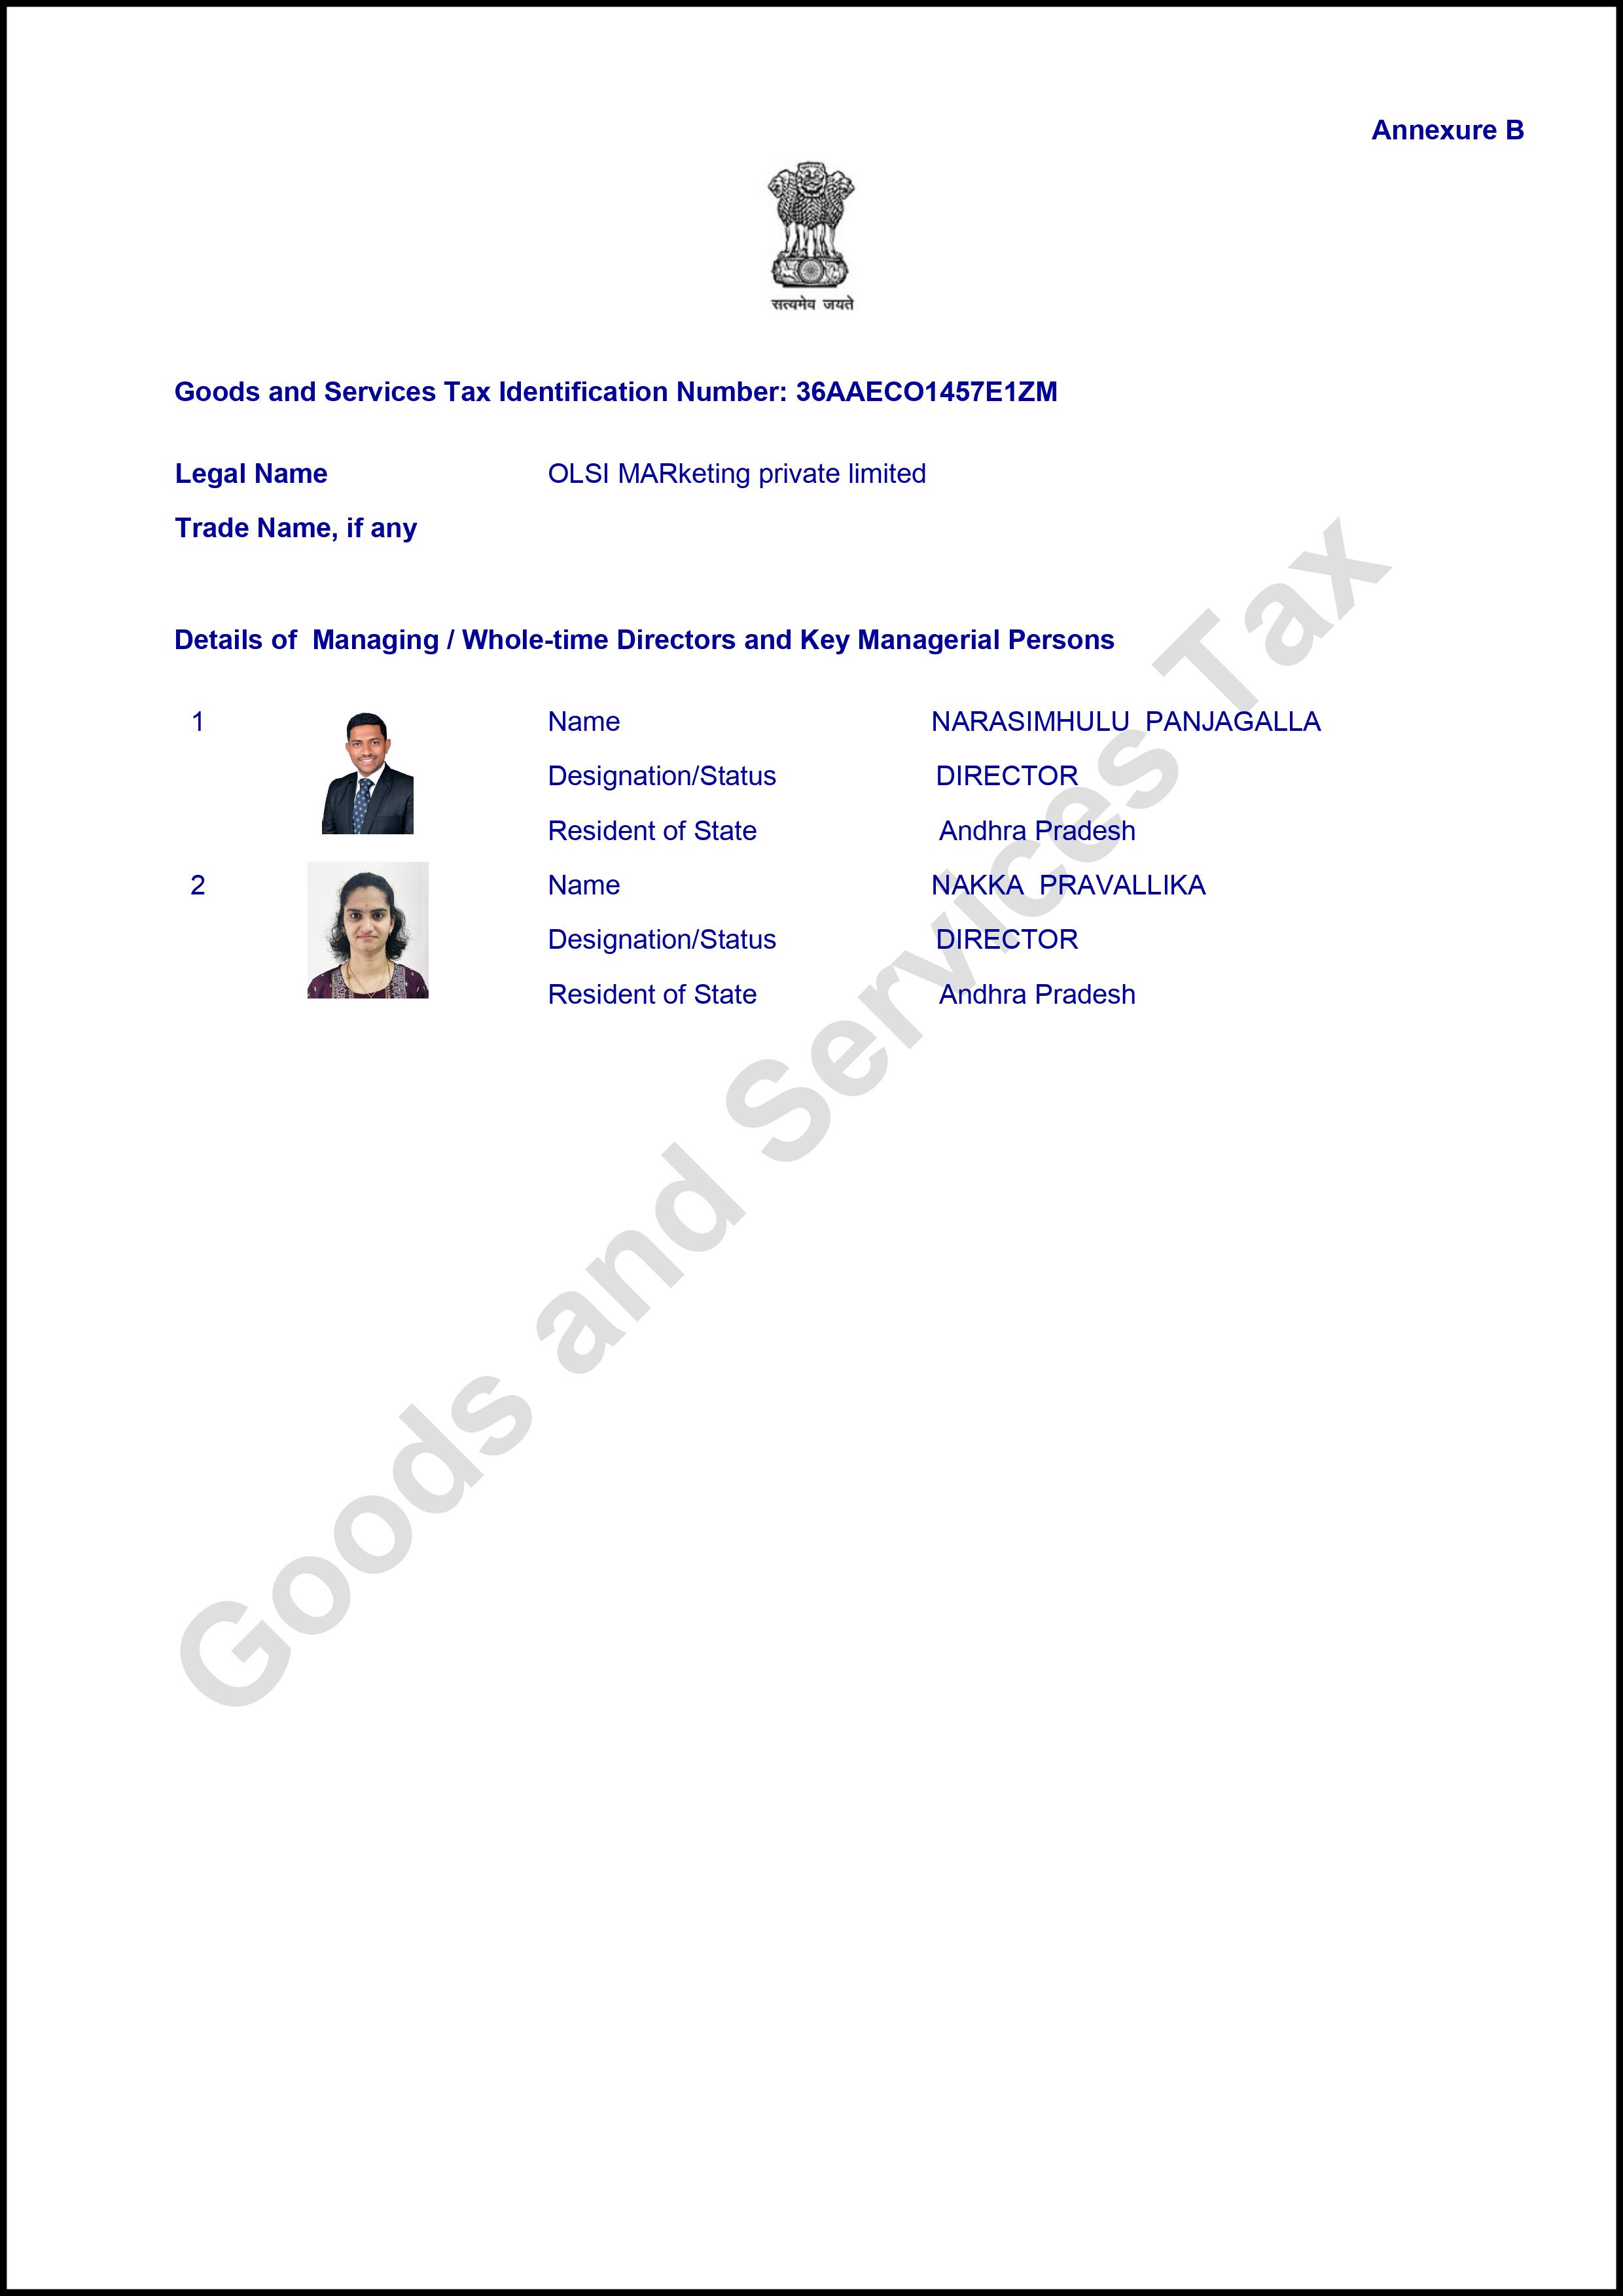 Annexure B
सत्यमेव जयते
Goods and Services Tax Identification Number: 36AAECO1457E1ZM
Legal Name OLSI MARketing private limited
Trade Name, if any
Details of Managing / Whole-time Directors and Key Managerial Persons
1 Name NARASIMHULU PANJAGALLA
Designation/Status DIRECTOR
Resident of State Andhra Pradesh
2 Name NAKKA PRAVALLIKA
Designation/Status DIRECTOR
Resident of State Andhra Pradesh
Goods and Services Tax